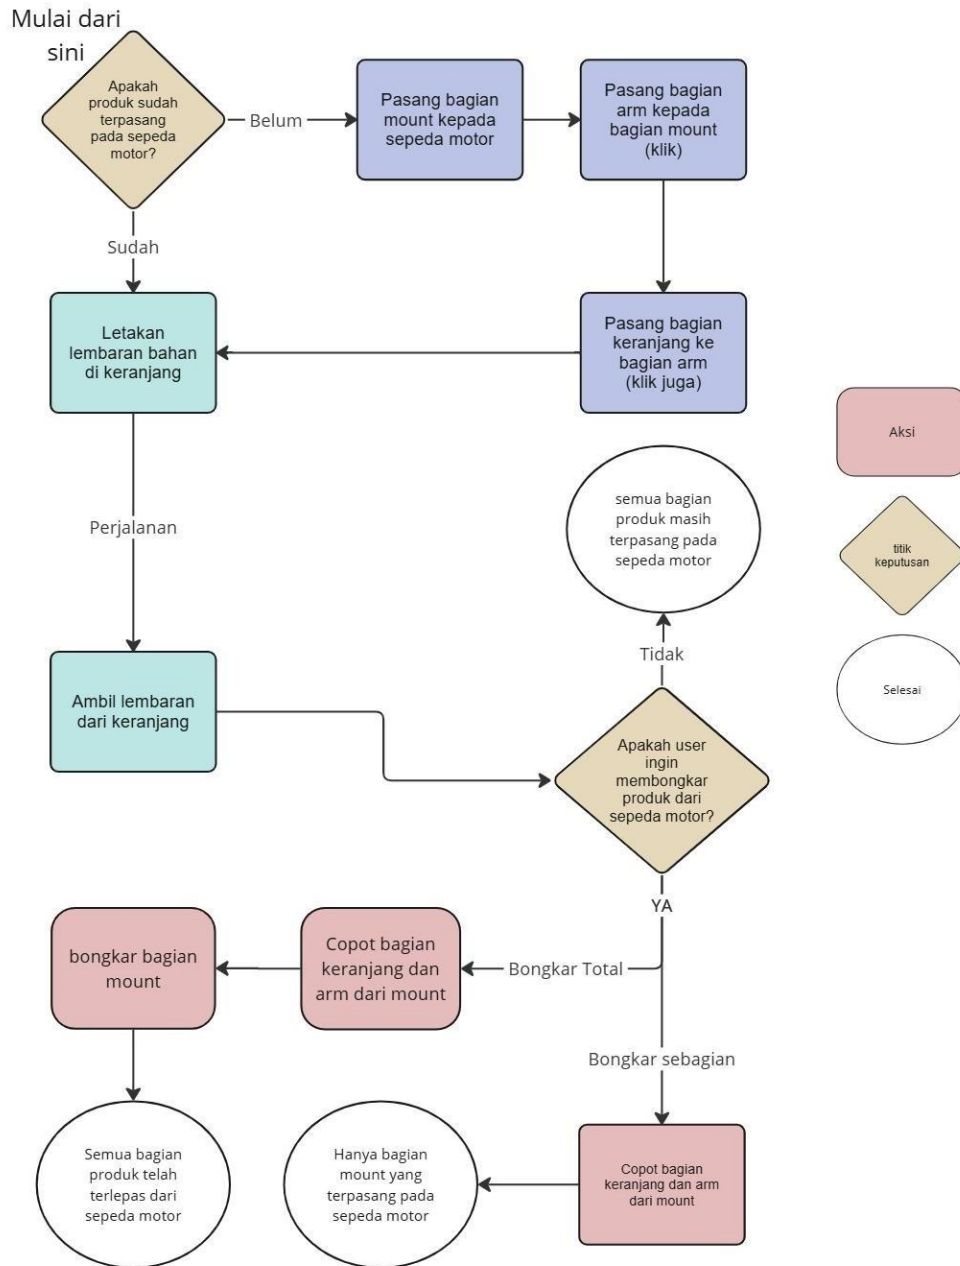 Mulai dari
sini
Apakah
produk sudah
terpasang
pada sepeda
motor?
Belum
Pasang bagian
mount kepada
sepeda motor
Pasang bagian
arm kepada
bagian mount
(klik)
Sudah
Letakan
lembaran bahan
di keranjang
Pasang bagian
keranjang ke
bagian arm
(klik juga)
Aksi
semua bagian
produk masih
terpasang pada
sepeda motor
Perjalanan
titik
keputusan
Tidak
Selesai
Ambil lembaran
dari keranjang
Apakah user
ingin
membongkar
produk dari
sepeda motor?
YA
bongkar bagian
mount
Copot bagian
keranjang dan
arm dari mount
Bongkar Total
Bongkar sebagian
Semua bagian
produk telah
terlepas dari
sepeda motor
Hanya bagian
mount yang
terpasang pada
sepeda motor
Copot bagian
keranjang dan arm
dari mount